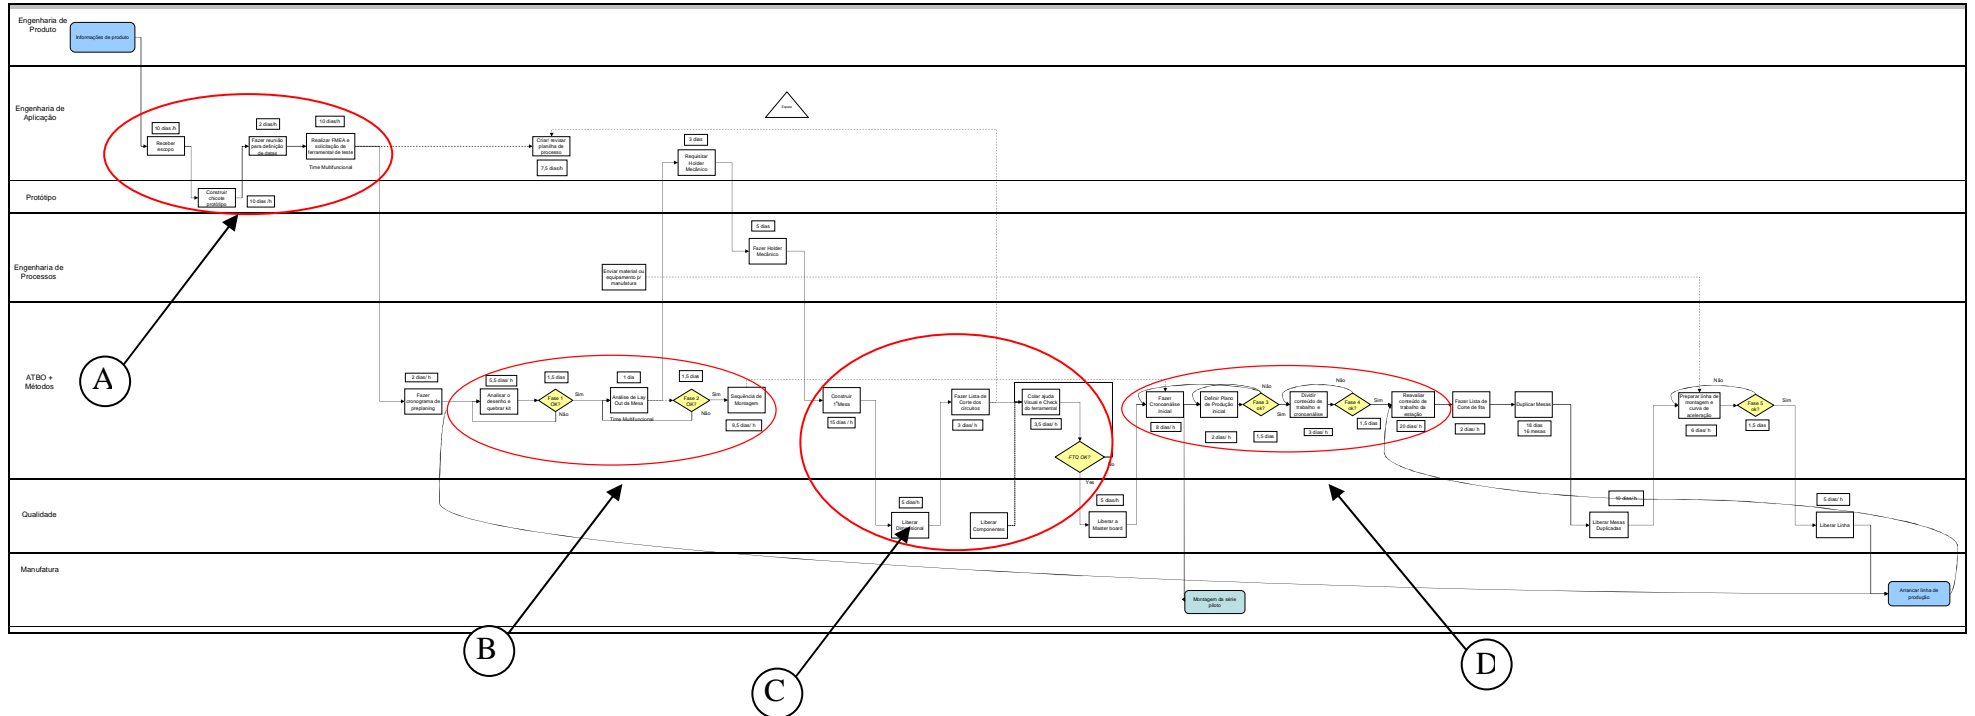 Engenharia de
Produto
Informações de produto
Engenharia de
Aplicação
10 dias /h
Receber
escopo
2 dias/h
Fazer reunião
para definição
de datas
10 dias/h
Realizar FMEA e
solicitação de
ferramental de teste
Time Multifuncional
Criar/ revisar
planilha de
processo
7,5 dias/h
3 dias
Requisitar
Holder
Mecânico
Protótipo
Construir
chicote
protótipo
10 dias /h
Engenharia de
Processos
5 dias
Fazer Holder
Mecânico
Enviar material ou
equipamento p/
manufatura
ATBO +
Métodos
2 dias/ h
Fazer
cronograma de
preplaning
5,5 dias/ h
Analisar o
desenho e
quebrar kit
1,5 dias
Fase 1
OK?
Sim
Não
1 dia
Análise de Lay
Out da Mesa
Time Multifuncional
1,5 dias
Fase 2
OK?
Sim
Não
Sequência de
Montagem
9,5 dias/ h
Construir
1ªMesa
15 dias / h
Fazer Lista de
Corte dos
circuitos
3 dias/ h
Colar ajuda
Visual e Check
do ferramental
3,5 dias/ h
FTQ OK?
No
Yes
Fazer
Cronoanálise
Inicial
8 dias/ h
Definir Plano
de Produção
inicial
2 dias/ h
Não
Fase 3
ok?
Sim
1,5 dias
Dividir
conteúdo de
trabalho e
cronoanálise
3 dias/ h
Não
Fase 4
ok?
Sim
1,5 dias
Reavaliar
conteúdo de
trabalho da
estação
20 dias/ h
Fazer Lista de
Corte de fita
2 dias/ h
Duplicar Mesas
18 dias
16 mesas
Preparar linha de
montagem e
curva de
aceleração
6 dias/ h
Não
Fase 5
ok?
Sim
1,5 dias
Qualidade
5 dias/h
Liberar
Dimensional
Liberar
Componentes
5 dias/h
Liberar a
Master board
10 dias/ h
Liberar Mesas
Duplicadas
5 dias/ h
Liberar Linha
Manufatura
Montagem da série
piloto
Arrancar linha de
produção
A
B
C
D